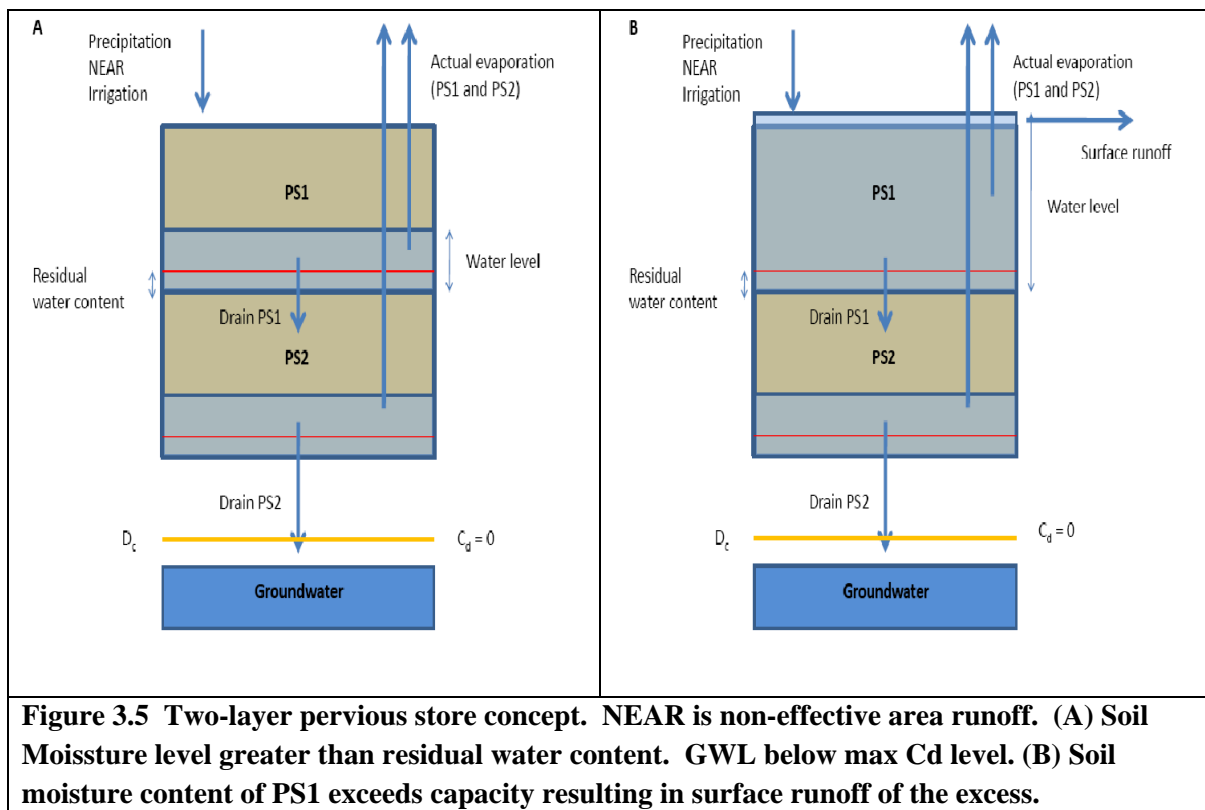 A
Precipitation
NEAR
Irrigation
Actual evaporation
(PS1 and PS2)
PS1
Water level
Residual
water content
Drain PS1
PS2
Drain PS2
Dc
Cd = 0
Groundwater
B
Precipitation
NEAR
Irrigation
Actual evaporation
(PS1 and PS2)
Surface runoff
PS1
Water level
Residual
water content
Drain PS1
PS2
Drain PS2
Dc
Cd = 0
Groundwater
Figure 3.5 Two-layer pervious store concept. NEAR is non-effective area runoff. (A) Soil
Moissture level greater than residual water content. GWL below max Cd level. (B) Soil
moisture content of PS1 exceeds capacity resulting in surface runoff of the excess.